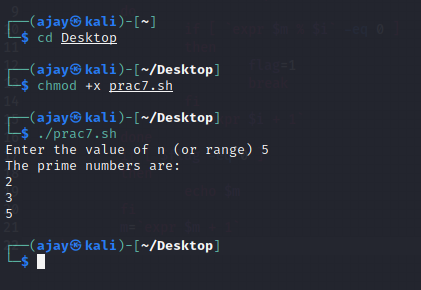 ┌──(ajay㉿kali)-[~]
└─$ cd Desktop
┌──(ajay㉿kali)-[~/Desktop]
└─$ chmod +x prac7.sh
┌──(ajay㉿kali)-[~/Desktop]
└─$ ./prac7.sh
Enter the value of n (or range) 5
The prime numbers are:
2
3
5
┌──(ajay㉿kali)-[~/Desktop]
└─$